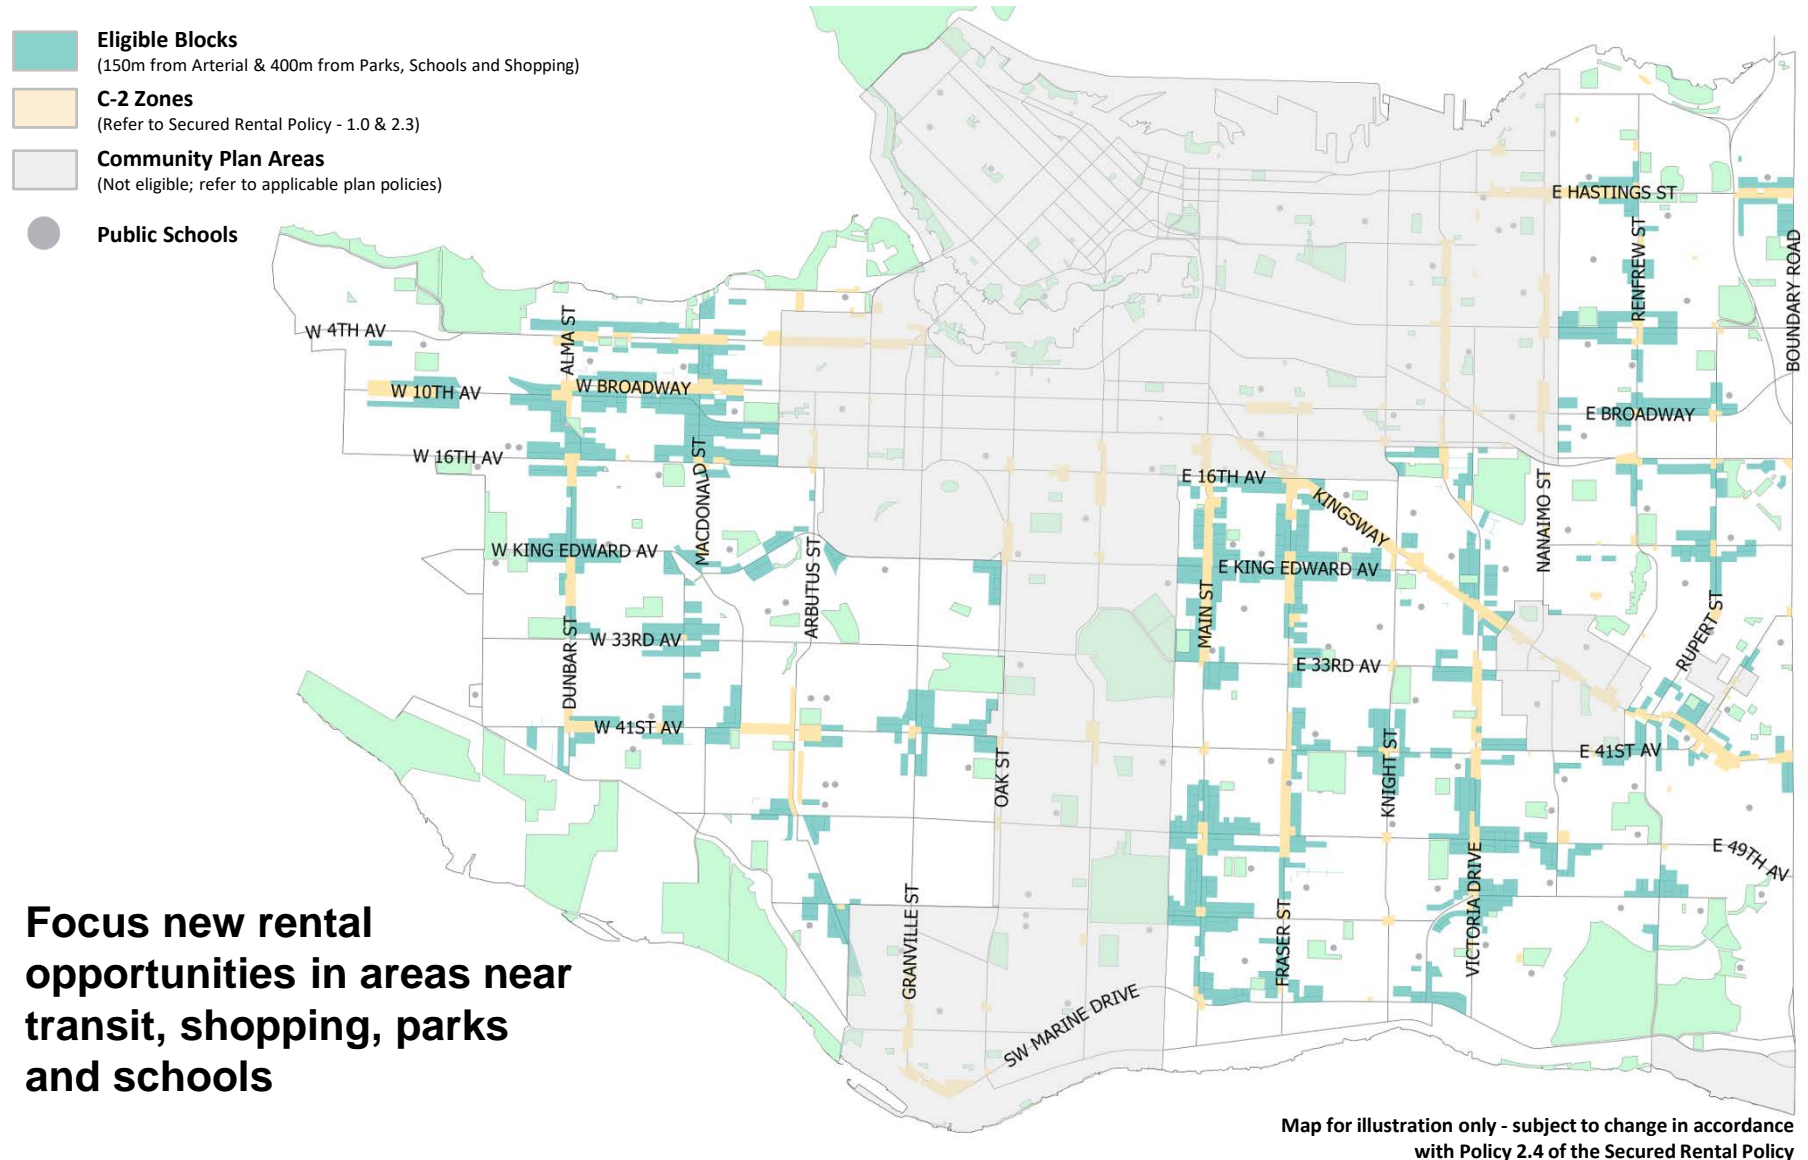 Eligible Blocks
(150m from Arterial & 400m from Parks, Schools and Shopping)
C-2 Zones
(Refer to Secured Rental Policy - 1.0 & 2.3)
Community Plan Areas
(Not eligible; refer to applicable plan policies)
Public Schools
E HASTINGS ST
RENFREW ST
BOUNDARY ROAD
W 4TH AV
ALMA ST
W 10TH AV
W BROADWAY
E BROADWAY
W 16TH AV
MACDONALD ST
E 16TH AV
KINGSWAY
NANAIMO ST
W KING EDWARD AV
ARBUTUS ST
E KING EDWARD AV
MAIN ST
RUPERT ST
DUNBAR ST
W 33RD AV
E 33RD AV
W 41ST AV
OAK ST
KNIGHT ST
E 41ST AV
E 49TH AV
VICTORIA DRIVE
GRANVILLE ST
FRASER ST
SW MARINE DRIVE
Focus new rental
opportunities in areas near
transit, shopping, parks
and schools
Map for illustration only - subject to change in accordance
with Policy 2.4 of the Secured Rental Policy